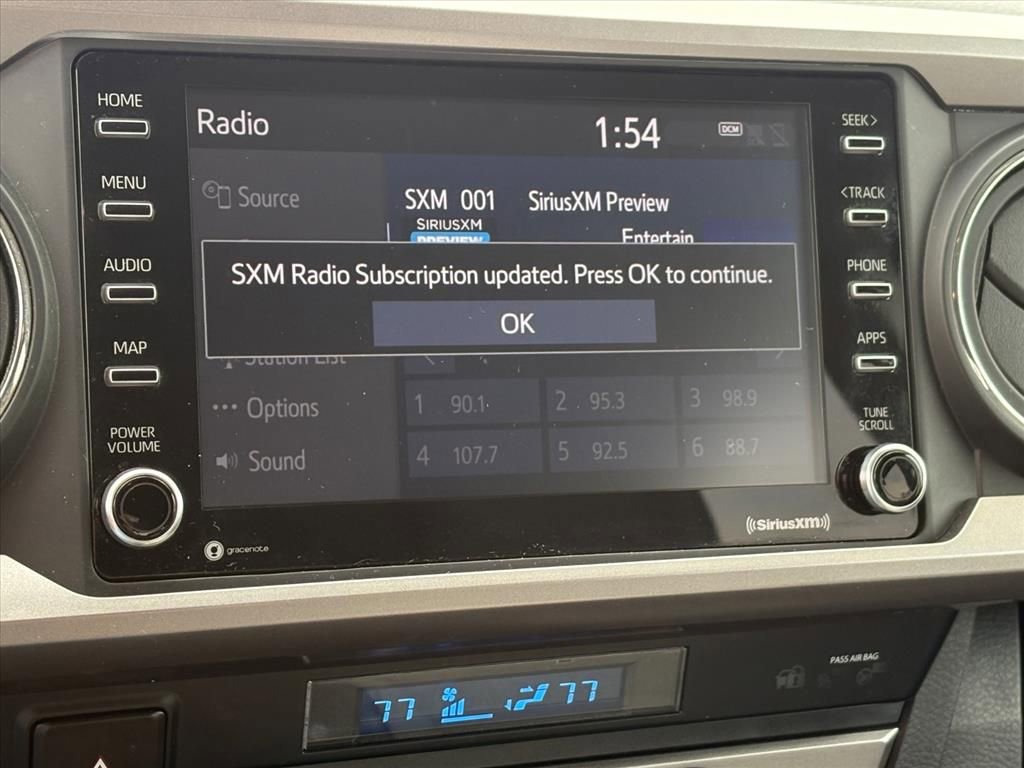 HOME
MENU
AUDIO
MAP
POWER
VOLUME
Radio
1:54
DCM
Source
SXM 001 SiriusXM Preview
SIRIUSXM
PREVIEW
Entertain
SXM Radio Subscription updated. Press OK to continue.
OK
Station List
Options
Sound
1 90.1
2 95.3
3 98.9
4 107.7
5 92.5
6 88.7
SEEK>
<TRACK
PHONE
APPS
TUNE
SCROLL
gracenote
((SiriusXM))
77
77
PASS AIR BAG